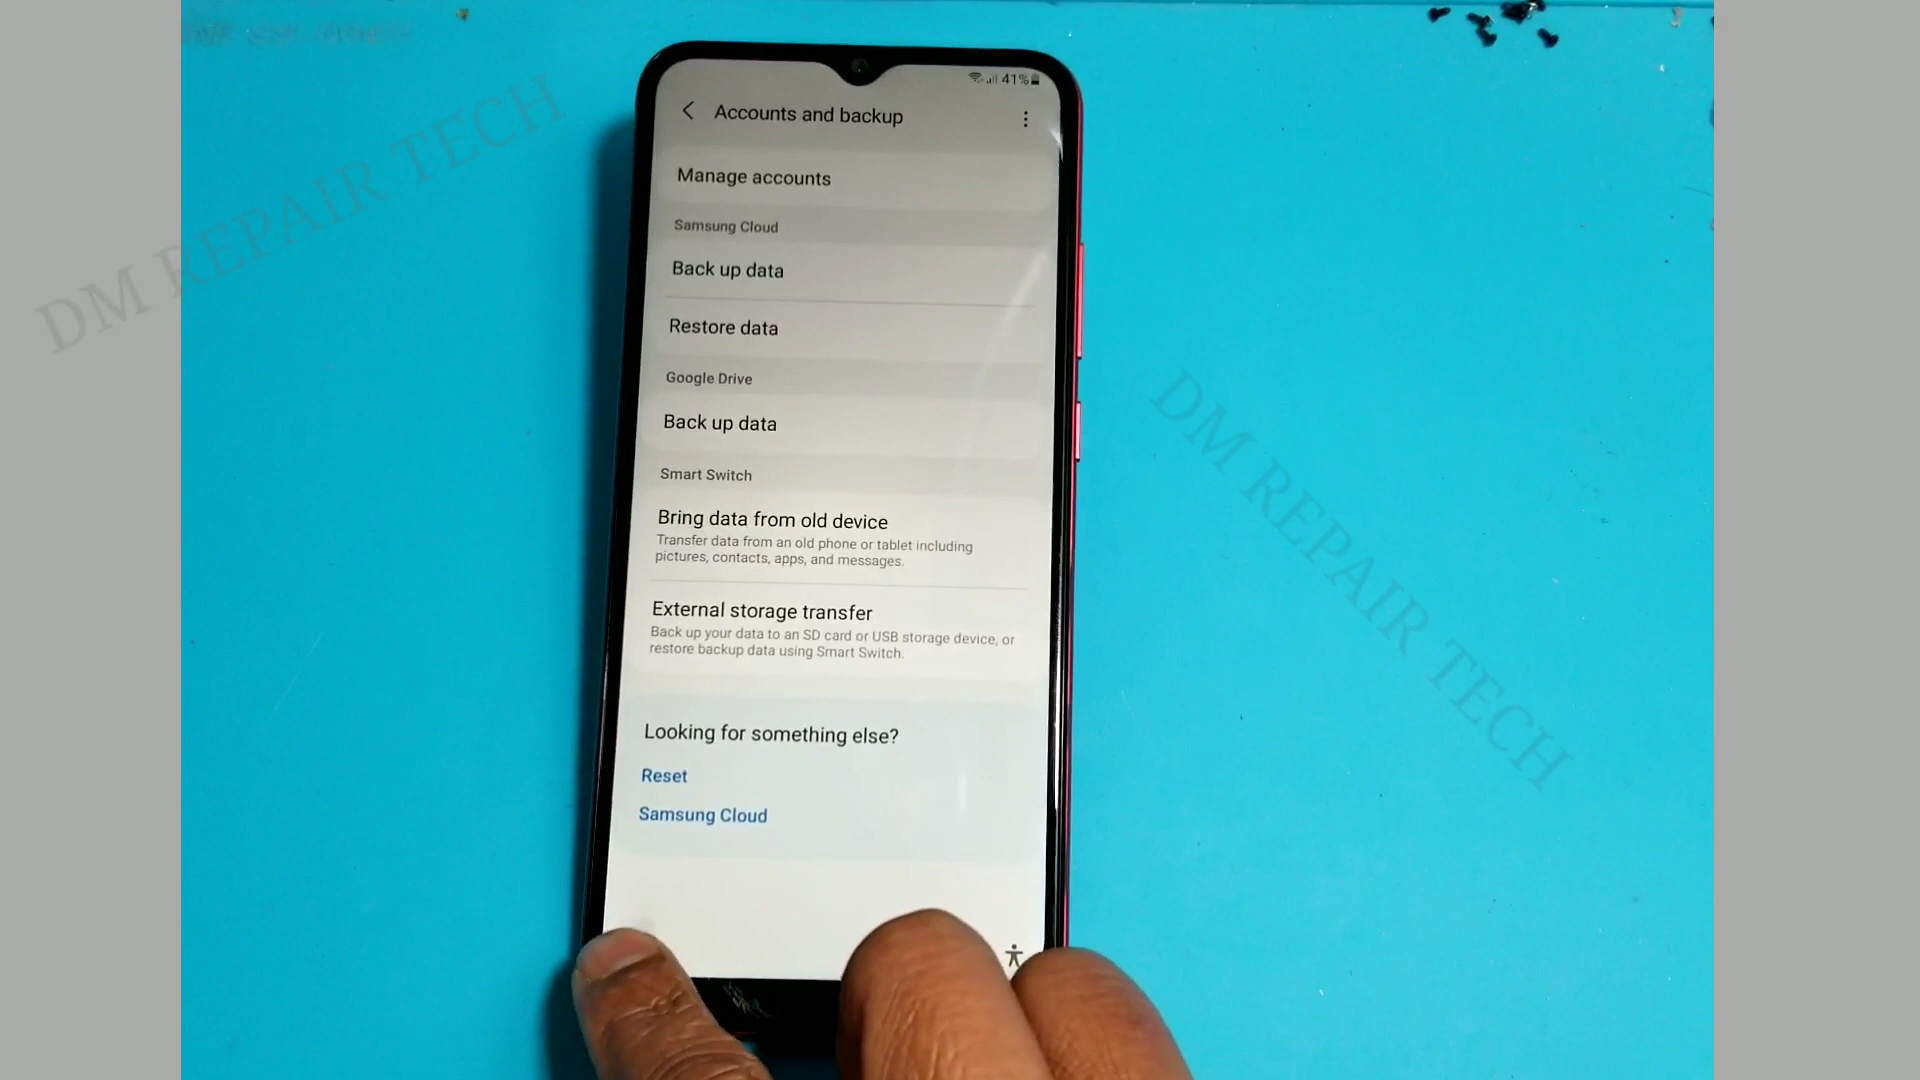 41%
Accounts and backup
Manage accounts
Samsung Cloud
Back up data
Restore data
Google Drive
Back up data
Smart Switch
Bring data from old device
Transfer data from an old phone or tablet including
pictures, contacts, apps, and messages.
External storage transfer
Back up your data to an SD card or USB storage device, or
restore backup data using Smart Switch.
Looking for something else?
Reset
Samsung Cloud
DM REPAIR TECH
DM REPAIR TECH